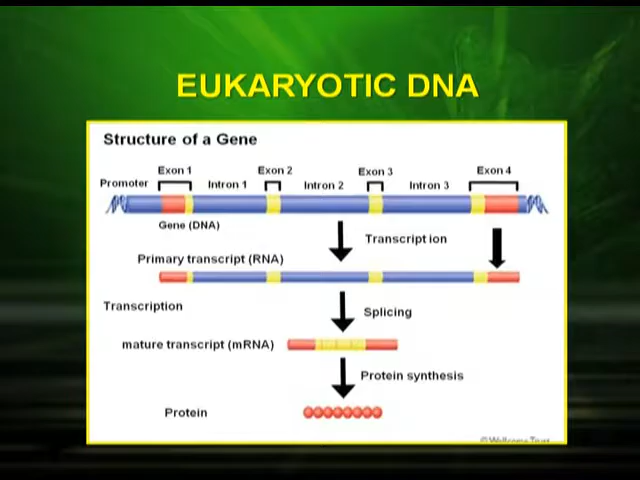 EUKARYOTIC DNA
Structure of a Gene
Exon 1 Exon 2 Exon 3 Exon 4
Promoter Intron 1 Intron 2 Intron 3
Gene (DNA)
Transcript ion
Primary transcript (RNA)
Transcription
Splicing
mature transcript (mRNA)
Protein synthesis
Protein
© Wellcome Trust